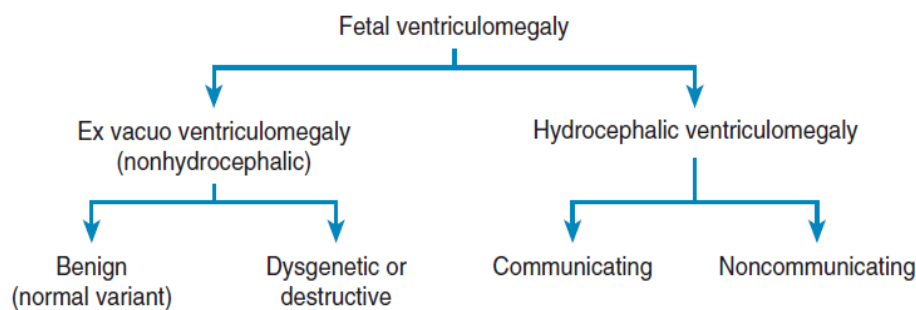 Fetal ventriculomegaly
Ex vacuo ventriculomegaly
(nonhydrocephalic)
Hydrocephalic ventriculomegaly
Benign
(normal variant)
Dysgenetic or
destructive
Communicating
Noncommunicating